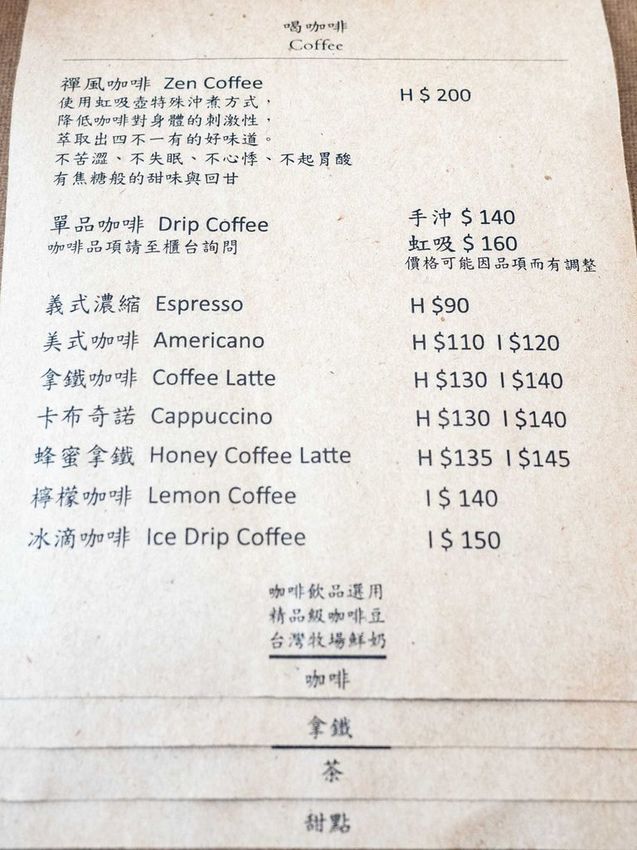 喝咖啡
Coffee
禪風咖啡 Zen Coffee H $ 200
使用虹吸壺特殊沖煮方式，
降低咖啡對身體的刺激性，
萃取出四不一有的好味道。
不苦澀、不失眠、不心悸、不起胃酸
有焦糖般的甜味與回甘
單品咖啡 Drip Coffee 手沖 $ 140
咖啡品項請至櫃台詢問 虹吸 $ 160
價格可能因品項而有調整
義式濃縮 Espresso H $90
美式咖啡 Americano H $110 I $120
拿鐵咖啡 Coffee Latte H $130 I $140
卡布奇諾 Cappuccino H $130 I $140
蜂蜜拿鐵 Honey Coffee Latte H $135 I $145
檸檬咖啡 Lemon Coffee I $ 140
冰滴咖啡 Ice Drip Coffee I $ 150
咖啡飲品選用
精品級咖啡豆
台灣牧場鮮奶
咖啡
拿鐵
茶
甜點